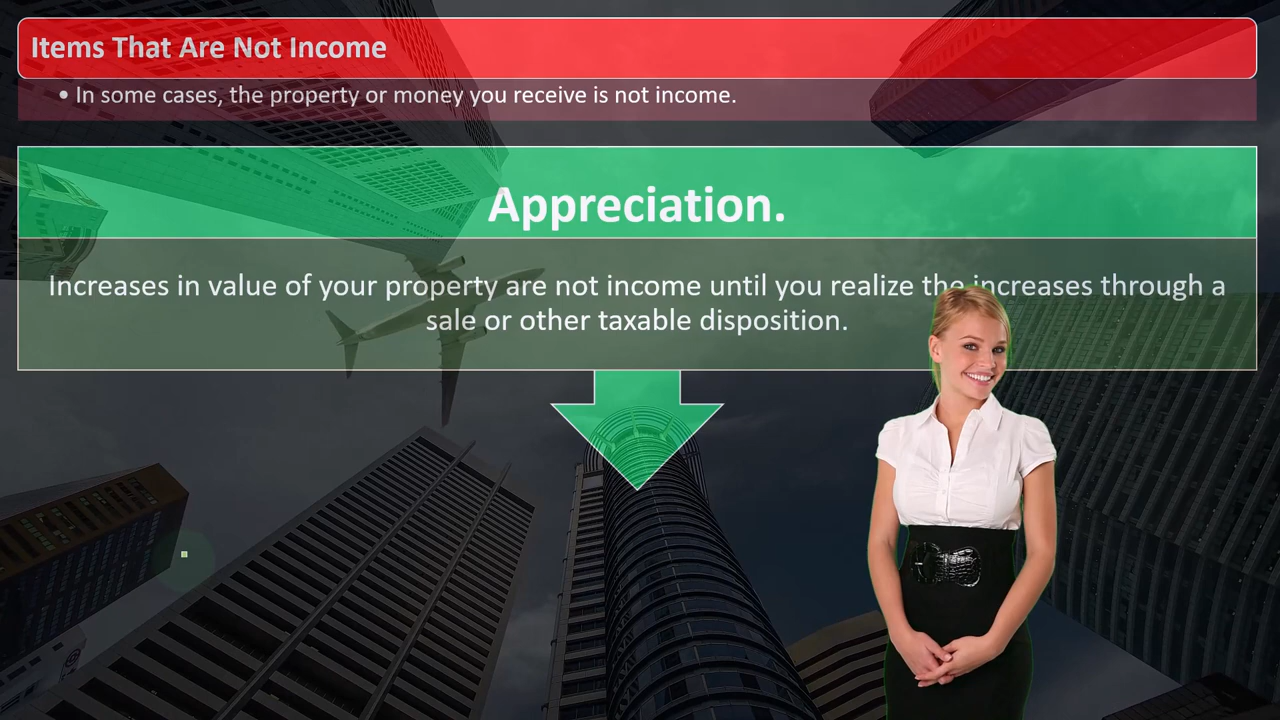 Items That Are Not Income
• In some cases, the property or money you receive is not income.
Appreciation.
Increases in value of your property are not income until you realize the increases through a
sale or other taxable disposition.